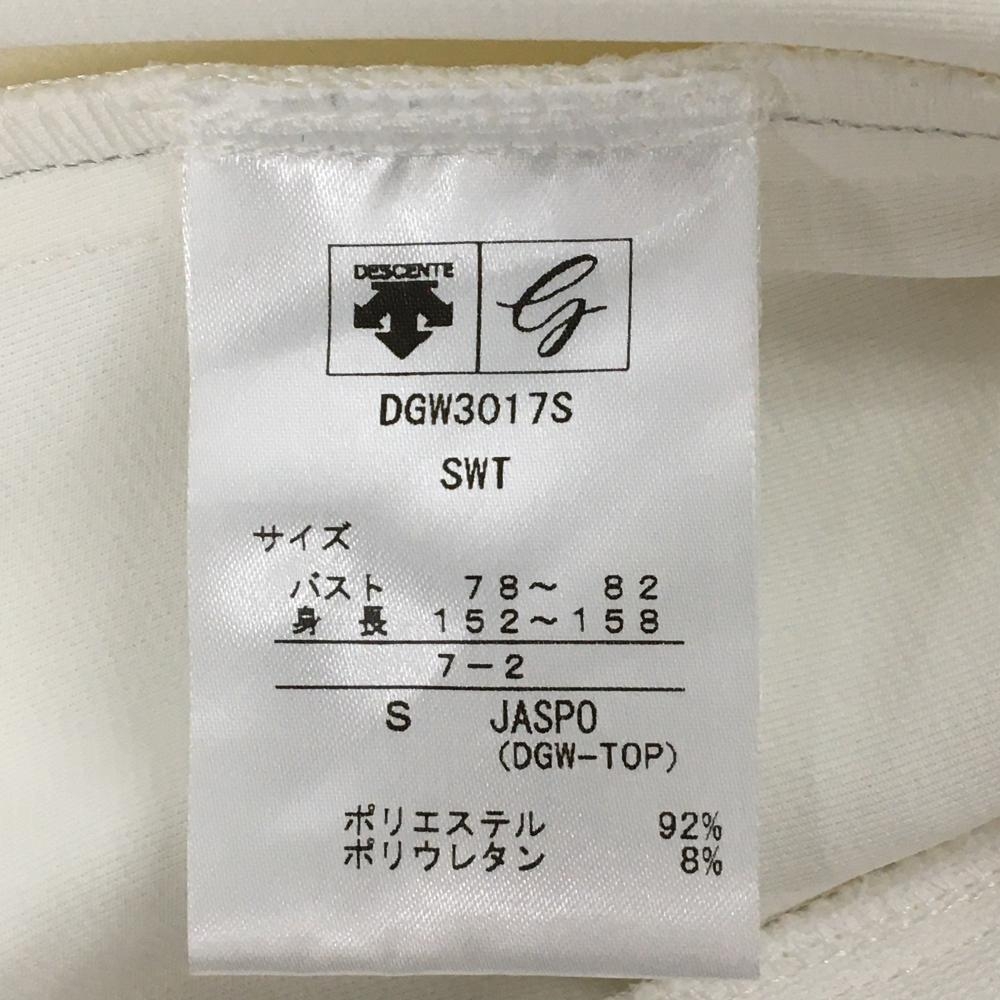 DESCENTE G
DGW3017S
SWT
サイズ
バスト 78〜 82
身 長 152〜158
7−2
S JASPO
(DGW−TOP)
ポリエステル 92%
ポリウレタン 8%